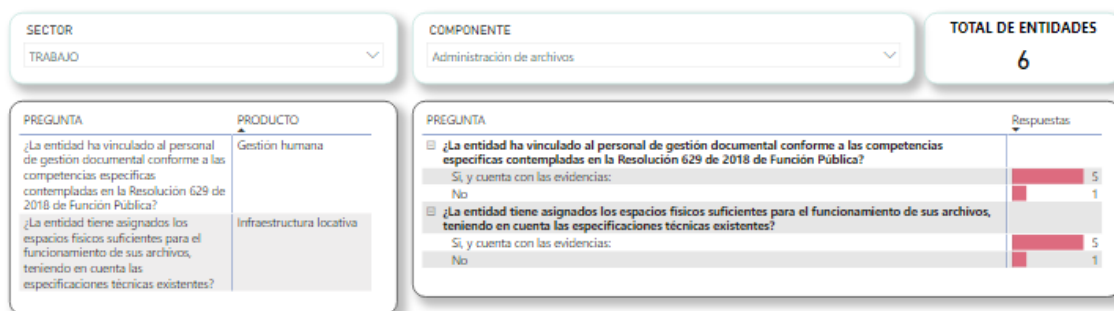 SECTOR
TRABAJO
COMPONENTE
Administración de archivos
TOTAL DE ENTIDADES
6
PREGUNTA PRODUCTO
¿La entidad ha vinculado al personal Gestión humana
de gestión documental conforme a las
competencias específicas
contempladas en la Resolución 629 de
2018 de Función Pública?
¿La entidad tiene asignados los Infraestructura locativa
espacios físicos suficientes para el
funcionamiento de sus archivos,
teniendo en cuenta las
especificaciones técnicas existentes?
PREGUNTA Respuestas
¿La entidad ha vinculado al personal de gestión documental conforme a las competencias
específicas contempladas en la Resolución 629 de 2018 de Función Pública?
Si, y cuenta con las evidencias: 5
No 1
¿La entidad tiene asignados los espacios físicos suficientes para el funcionamiento de sus archivos,
teniendo en cuenta las especificaciones técnicas existentes?
Si, y cuenta con las evidencias: 5
No 1